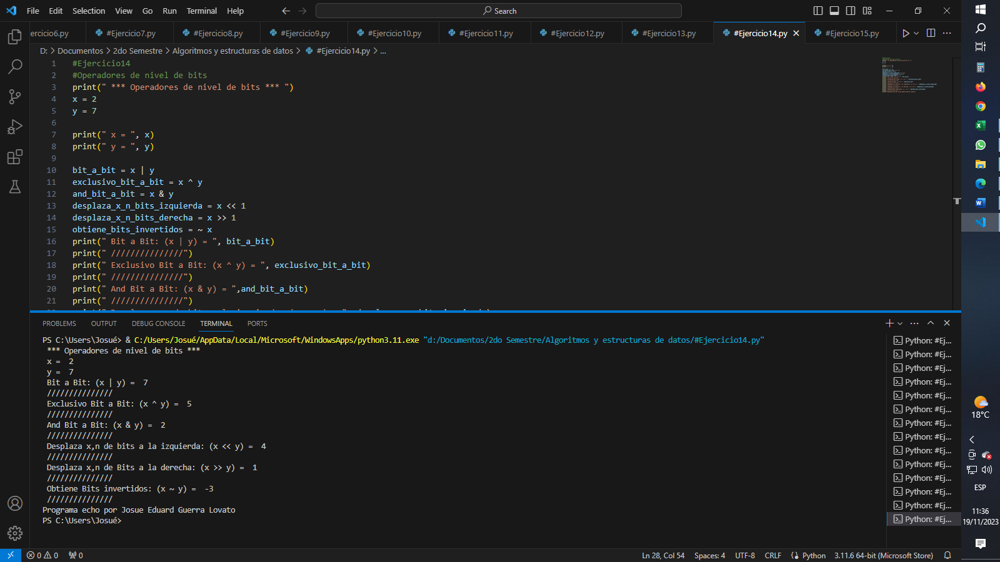 File Edit Selection View Go Run Terminal Help Search
ercicio6.py #Ejercicio7.py #Ejercicio8.py #Ejercicio9.py #Ejercicio10.py #Ejercicio11.py #Ejercicio12.py #Ejercicio13.py #Ejercicio14.py #Ejercicio15.py
D: > Documentos > 2do Semestre > Algoritmos y estructuras de datos > #Ejercicio14.py > ...
1 #Ejercicio14
2 #Operadores de nivel de bits
3 print(" *** Operadores de nivel de bits *** ")
4 x = 2
5 y = 7
6
7 print(" x = ", x)
8 print(" y = ", y)
9
10 bit_a_bit = x | y
11 exclusivo_bit_a_bit = x ^ y
12 and_bit_a_bit = x & y
13 desplaza_x_n_bits_izquierda = x << 1
14 desplaza_x_n_bits_derecha = x >> 1
15 obtiene_bits_invertidos = ~ x
16 print(" Bit a Bit: (x | y) = ", bit_a_bit)
17 print(" ///////////////")
18 print(" Exclusivo Bit a Bit: (x ^ y) = ", exclusivo_bit_a_bit)
19 print(" ///////////////")
20 print(" And Bit a Bit: (x & y) = ",and_bit_a_bit)
21 print(" ///////////////")
PROBLEMS OUTPUT DEBUG CONSOLE TERMINAL PORTS
PS C:\Users\Josué> & C:/Users/Josué/AppData/Local/Microsoft/WindowsApps/python3.11.exe "d:/Documentos/2do Semestre/Algoritmos y estructuras de datos/#Ejercicio14.py"
*** Operadores de nivel de bits ***
x =  2
y =  7
Bit a Bit: (x | y) =  7
///////////////
Exclusivo Bit a Bit: (x ^ y) =  5
///////////////
And Bit a Bit: (x & y) =  2
///////////////
Desplaza x,n de bits a la izquierda: (x << y) =  4
///////////////
Desplaza x,n de Bits a la derecha: (x >> y) =  1
///////////////
Obtiene Bits invertidos: (x ~ y) =  -3
///////////////
Programa echo por Josue Eduard Guerra Lovato
PS C:\Users\Josué>
Python: #Ej...
Python: #Ej...
Python: #Ej...
Python: #Ej...
Python: #Ej...
Python: #Ej...
Python: #Ej...
Python: #Ej...
Python: #Ej...
Python: #Ej...
Python: #Ej...
Python: #Ej...
Python: #Ej...
Python: #Ej...
0 0 0 Ln 28, Col 54 Spaces: 4 UTF-8 CRLF Python 3.11.6 64-bit (Microsoft Store)
18°C
ESP
11:36
19/11/2023